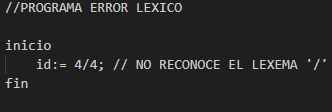 //PROGRAMA ERROR LEXICO
inicio
id:= 4/4; // NO RECONOCE EL LEXEMA '/'
fin